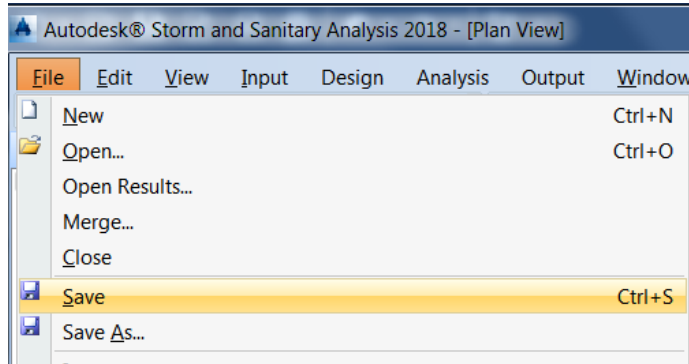 Autodesk® Storm and Sanitary Analysis 2018 - [Plan View]
File Edit View Input Design Analysis Output Window
New Ctrl+N
Open... Ctrl+O
Open Results...
Merge...
Close
Save Ctrl+S
Save As...